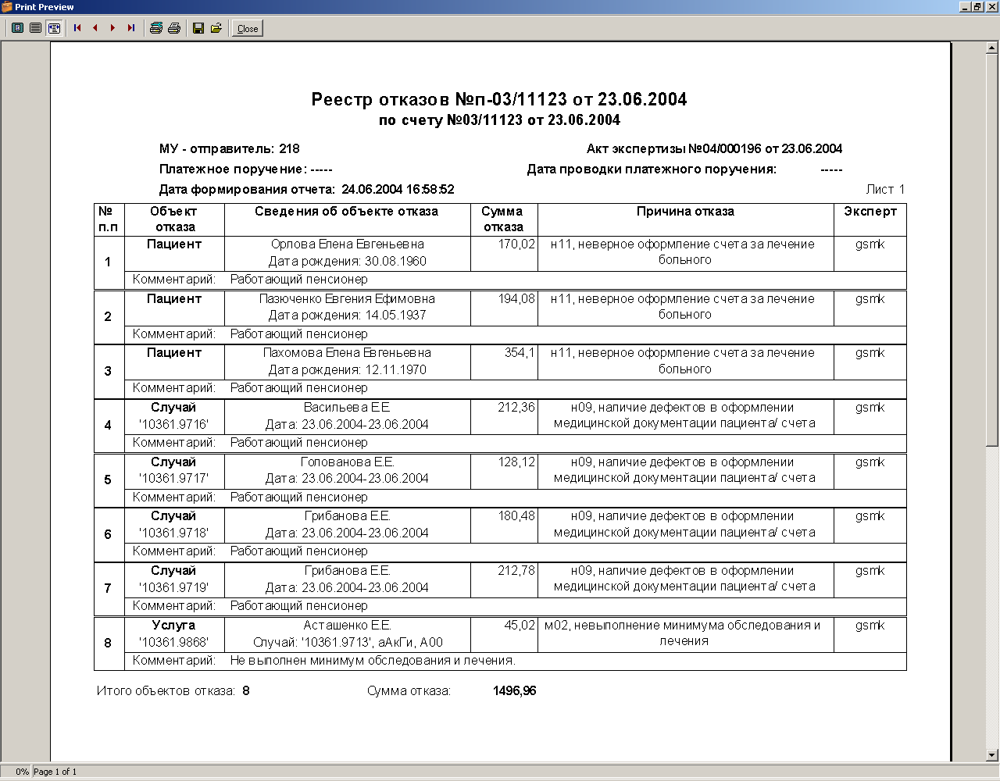 Print Preview
Close
Реестр отказов №п-03/11123 от 23.06.2004
по счету №03/11123 от 23.06.2004
МУ - отправитель: 218 Акт экспертизы №04/000196 от 23.06.2004
Платежное поручение: ----- Дата проводки платежного поручения: -----
Дата формирования отчета: 24.06.2004 16:58:52 Лист 1
№ Объект Сведения об объекте отказа Сумма Причина отказа Эксперт
п.п отказа отказа
Пациент Орлова Елена Евгеньевна 170,02 н11, неверное оформление счета за лечение gsmk
1 Дата рождения: 30.08.1960 больного
Комментарий: Работающий пенсионер
Пациент Пазюченко Евгения Ефимовна 194,08 н11, неверное оформление счета за лечение gsmk
2 Дата рождения: 14.05.1937 больного
Комментарий: Работающий пенсионер
Пациент Пахомова Елена Евгеньевна 354,1 н11, неверное оформление счета за лечение gsmk
3 Дата рождения: 12.11.1970 больного
Комментарий: Работающий пенсионер
Случай Васильева Е.Е. 212,36 н09, наличие дефектов в оформлении gsmk
4 '10361.9716' Дата: 23.06.2004-23.06.2004 медицинской документации пациента/ счета
Комментарий: Работающий пенсионер
Случай Голованова Е.Е. 128,12 н09, наличие дефектов в оформлении gsmk
5 '10361.9717' Дата: 23.06.2004-23.06.2004 медицинской документации пациента/ счета
Комментарий: Работающий пенсионер
Случай Грибанова Е.Е. 180,48 н09, наличие дефектов в оформлении gsmk
6 '10361.9718' Дата: 23.06.2004-23.06.2004 медицинской документации пациента/ счета
Комментарий: Работающий пенсионер
Случай Грибанова Е.Е. 212,78 н09, наличие дефектов в оформлении gsmk
7 '10361.9719' Дата: 23.06.2004-23.06.2004 медицинской документации пациента/ счета
Комментарий: Работающий пенсионер
Услуга Асташенко Е.Е. 45,02 м02, невыполнение минимума обследования и gsmk
8 '10361.9868' Случай: '10361.9713', аАкГи, А00 лечения
Комментарий: Не выполнен минимум обследования и лечения.
Итого объектов отказа: 8 Сумма отказа: 1496,96
0% Page 1 of 1